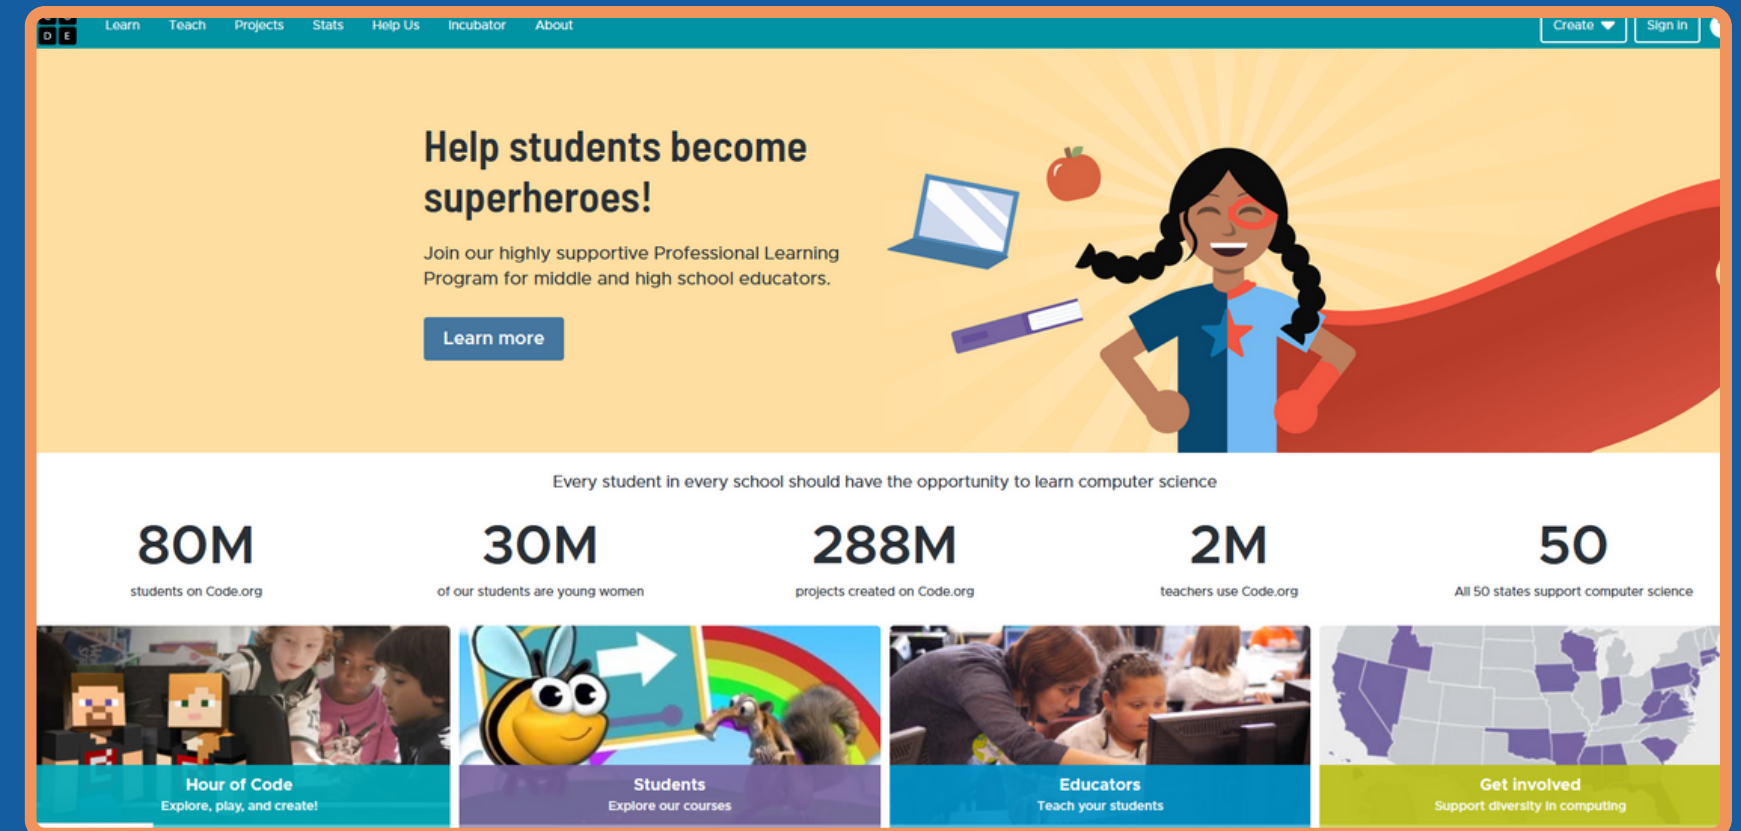 D E
Learn Teach Projects Stats Help Us Incubator About
Create Sign in
Help students become
superheroes!
Join our highly supportive Professional Learning
Program for middle and high school educators.
Learn more
Every student in every school should have the opportunity to learn computer science
80M
students on Code.org
30M
of our students are young women
288M
projects created on Code.org
2M
teachers use Code.org
50
All 50 states support computer science
Hour of Code
Explore, play, and create!
Students
Explore our courses
Educators
Teach your students
Get involved
Support diversity in computing